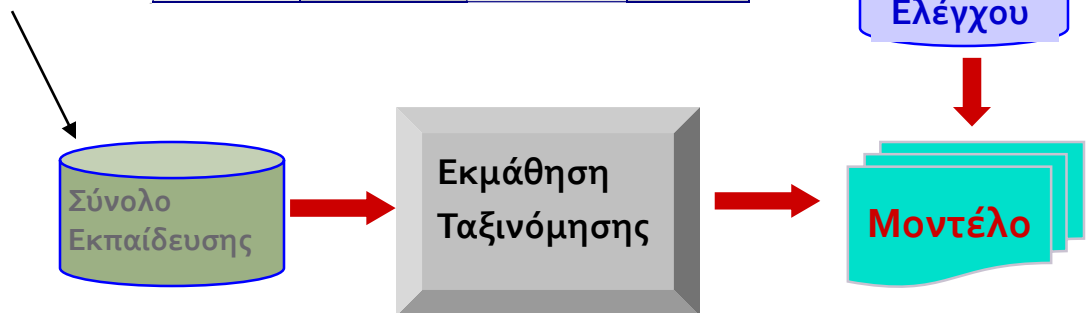 Ελέγχου
Σύνολο
Εκπαίδευσης
Εκμάθηση
Ταξινόμησης
Μοντέλο